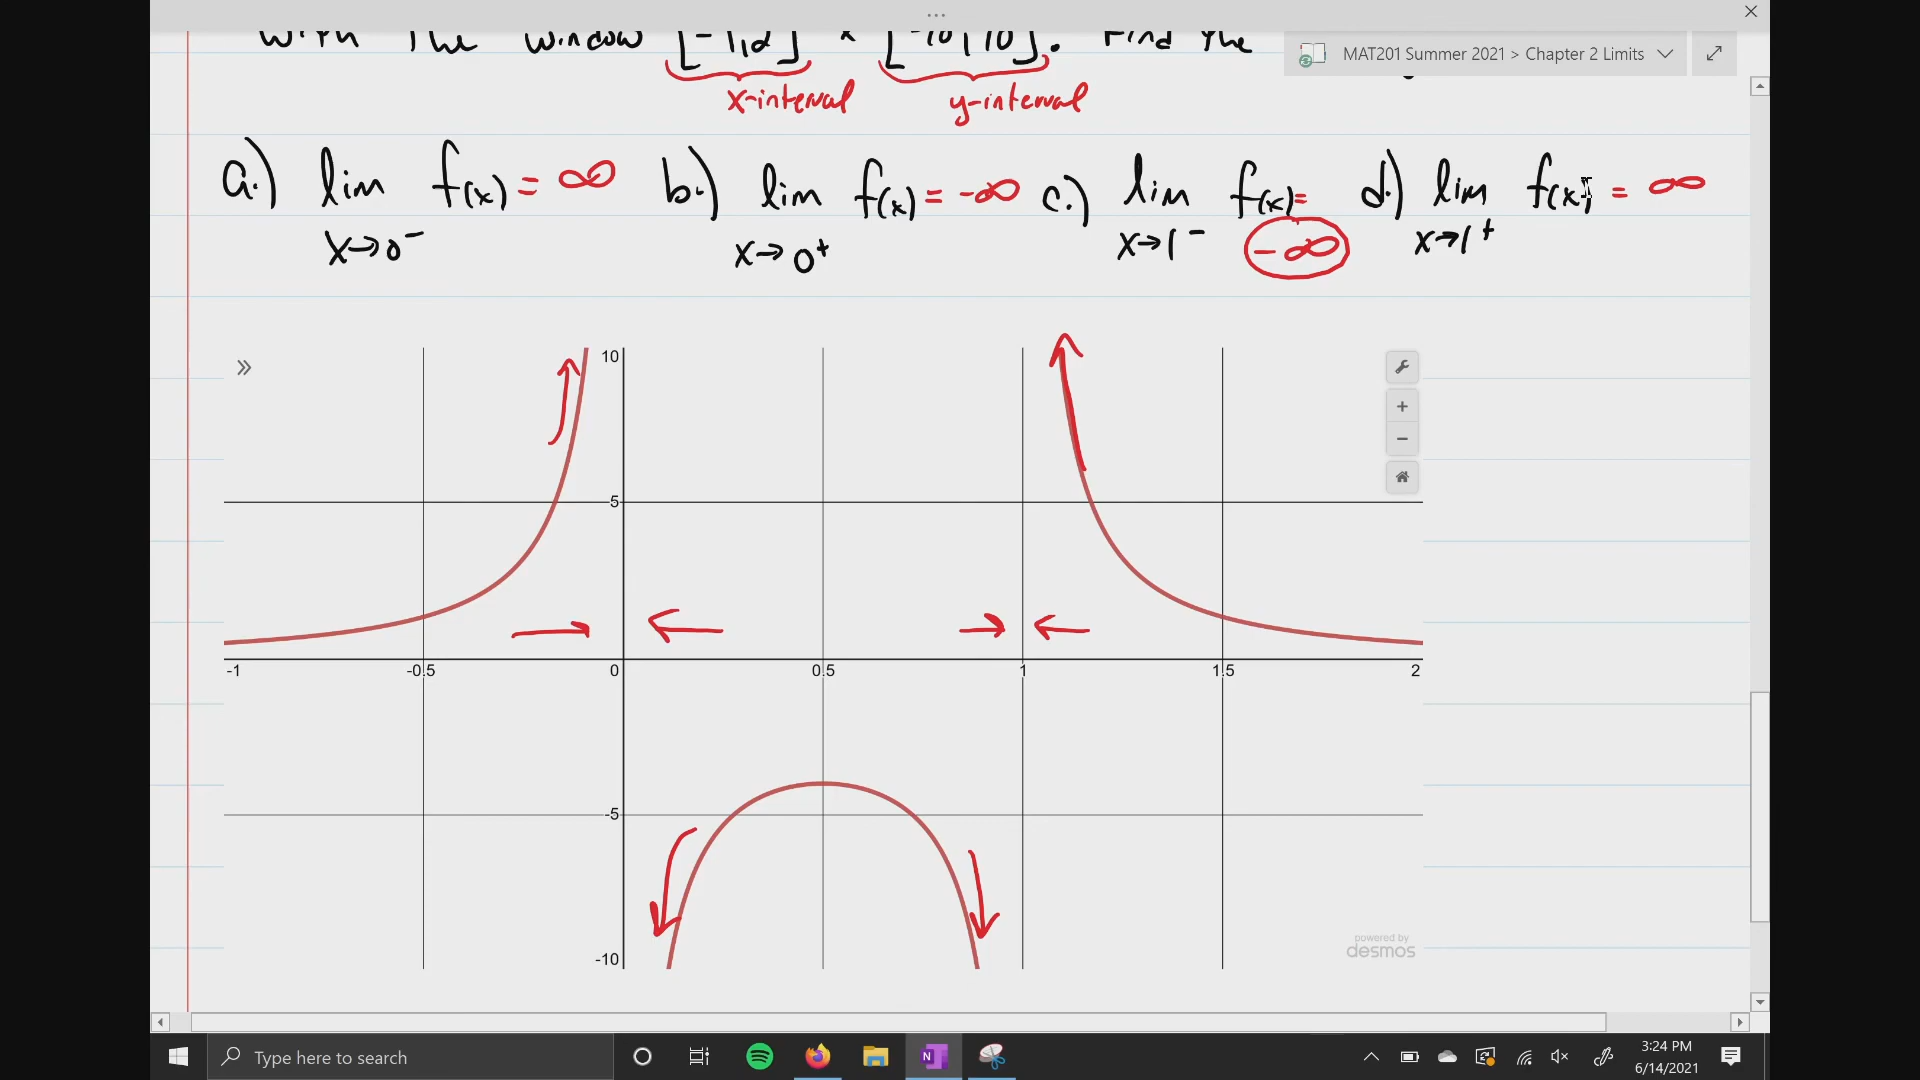 with the window [-1,2] x [-10,10]. Find the
MAT201 Summer 2021 > Chapter 2 Limits
x-interval y-interval
a.) lim f(x) = ∞ b.) lim f(x) = -∞ c.) lim f(x) = d.) lim f(x) = ∞
x→0⁻ x→0⁺ x→1⁻ -∞ x→1⁺
10
5
-1 -0.5 0 0.5 1 1.5 2
-5
powered by
desmos
-10
Type here to search
3:24 PM
6/14/2021